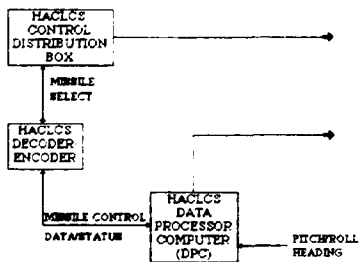 HACLCS
CONTROL
DISTRIBUTION
BOX
MISSILE
SELECT
HACLCS
DECODER
ENCODER
MISSILE CONTROL
DATA/STATUS
HACLCS
DATA
PROCESSOR
COMPUTER
(DPC)
PITCH/ROLL
HEADING